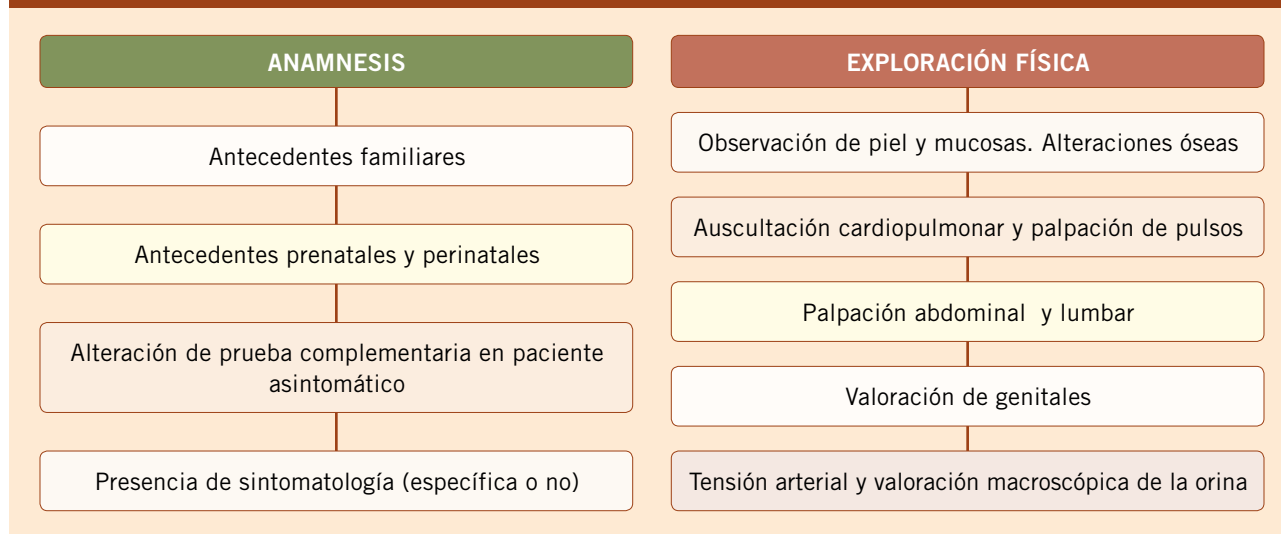 ANAMNESIS
Antecedentes familiares
Antecedentes prenatales y perinatales
Alteración de prueba complementaria en paciente
asintomático
Presencia de sintomatología (específica o no)
EXPLORACIÓN FÍSICA
Observación de piel y mucosas. Alteraciones óseas
Auscultación cardiopulmonar y palpación de pulsos
Palpación abdominal y lumbar
Valoración de genitales
Tensión arterial y valoración macroscópica de la orina